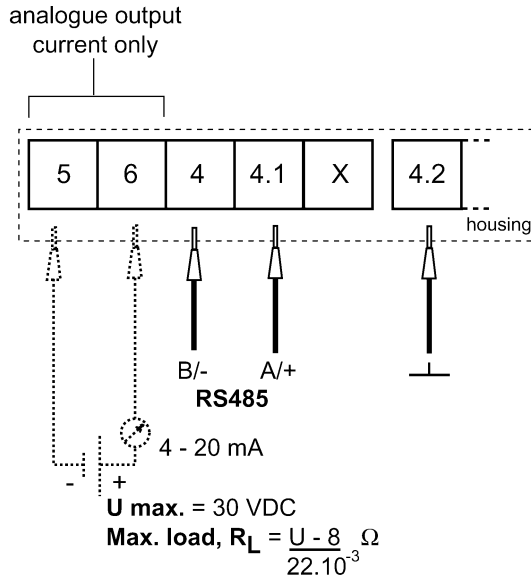 analogue output
current only
5 6 4 4.1 X 4.2
housing
B/- A/+
RS485
4 - 20 mA
- +
U max. = 30 VDC
Max. load, RL = U - 8 Ω
22.10-3